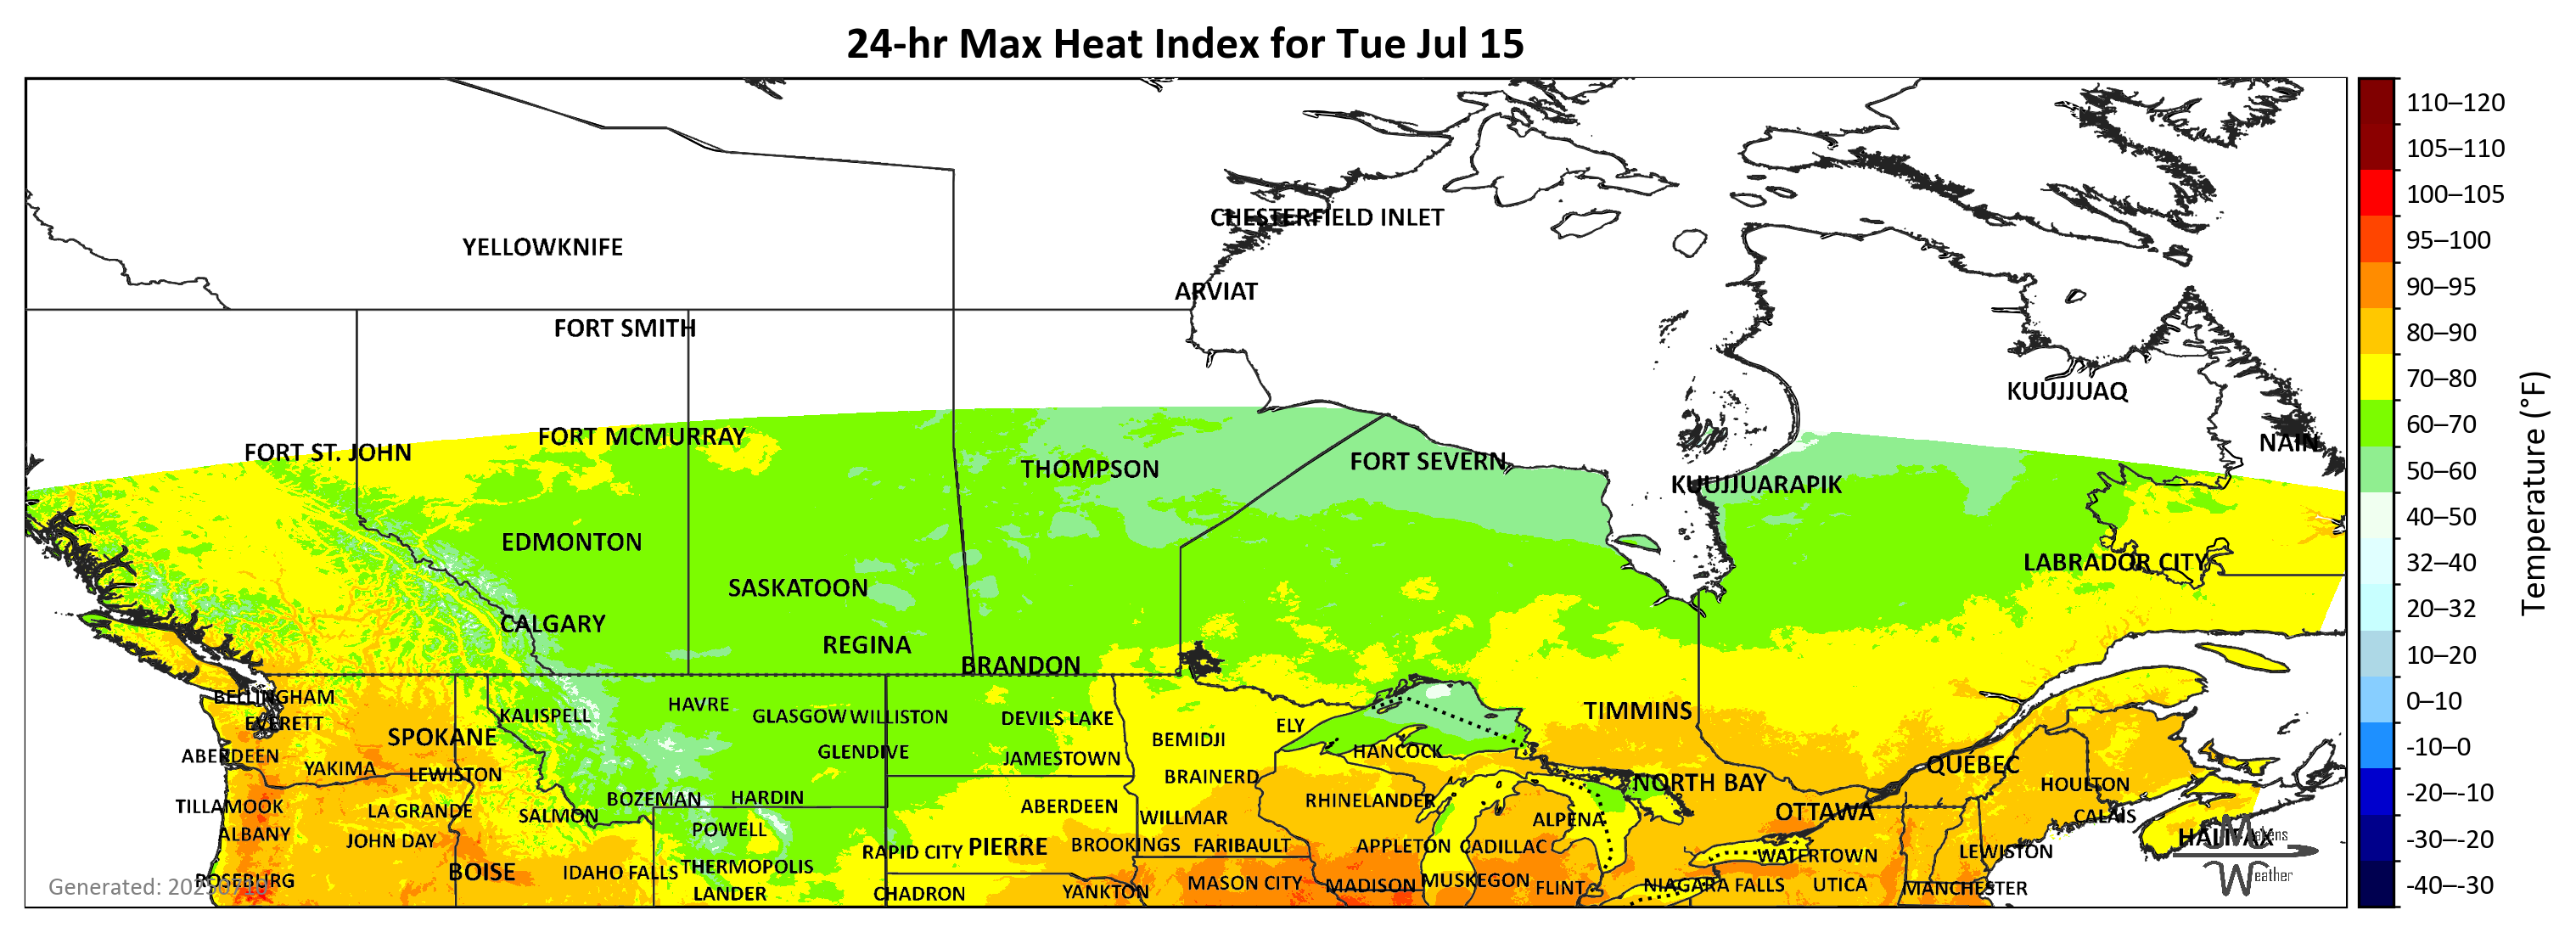 24-hr Max Heat Index for Tue Jul 15
110–120
105–110
100–105
95–100
90–95
80–90
70–80
60–70
50–60
40–50
32–40
20–32
10–20
0–10
-10–0
-20–-10
-30–-20
-40–-30
Temperature (°F)
CHESTERFIELD INLET
YELLOWKNIFE
ARVIAT
FORT SMITH
KUUJJUAQ
FORT MCMURRAY
NAIN
FORT ST. JOHN
FORT SEVERN
THOMPSON
KUUJJUARAPIK
EDMONTON
LABRADOR CITY
SASKATOON
CALGARY
REGINA
BRANDON
BELLINGHAM
HAVRE
TIMMINS
KALISPELL
GLASGOW
WILLISTON
DEVILS LAKE
EVERETT
ELY
SPOKANE
BEMIDJI
HANCOCK
GLENDIVE
ABERDEEN
JAMESTOWN
QUÉBEC
YAKIMA
LEWISTON
BRAINERD
NORTH BAY
HOULTON
BOZEMAN
HARDIN
RHINELANDER
TILLAMOOK
LA GRANDE
SALMON
ABERDEEN
WILLMAR
ALPENA
OTTAWA
CALAIS
ALBANY
JOHN DAY
POWELL
HALIFAX
Makens
Weather
RAPID CITY
PIERRE
BROOKINGS
FARIBAULT
APPLETON
CADILLAC
WATERTOWN
LEWISTON
BOISE
IDAHO FALLS
THERMOPOLIS
ROSEBURG
Generated:
LANDER
CHADRON
YANKTON
MASON CITY
MADISON
MUSKEGON
FLINT
NIAGARA FALLS
UTICA
MANCHESTER